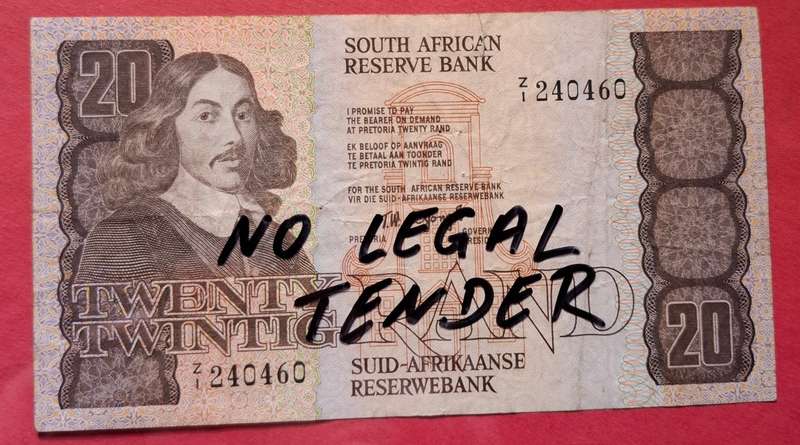 20
SOUTH AFRICAN
RESERVE BANK
Z/1 240460
I PROMISE TO PAY
THE BEARER ON DEMAND
AT PRETORIA TWENTY RAND
EK BELOOF OP AANVRAAG
TE BETAAL AAN TOONDER
TE PRETORIA TWINTIG RAND
FOR THE SOUTH AFRICAN RESERVE BANK
VIR DIE SUID-AFRIKAANSE RESERWEBANK
PRETORIA
NO LEGAL
TENDER
TWENTY
TWINTIG RAND
20
Z/1 240460
SUID-AFRIKAANSE
RESERWEBANK